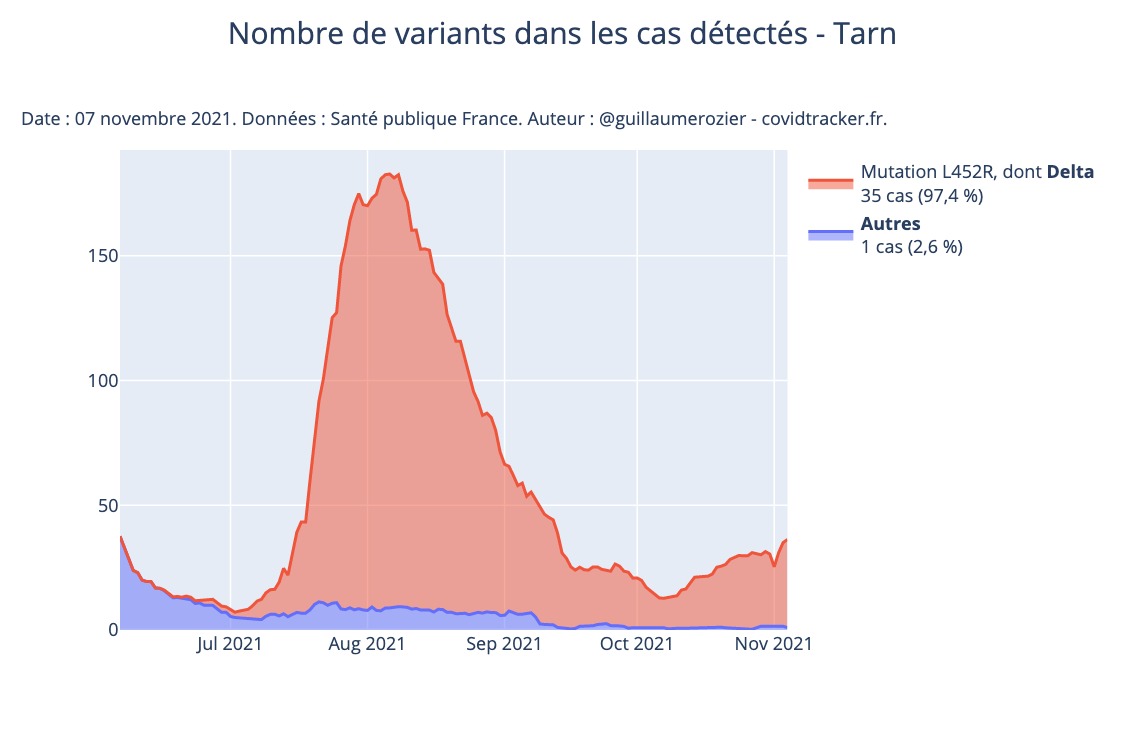 Nombre de variants dans les cas détectés - Tarn
Date : 07 novembre 2021. Données : Santé publique France. Auteur : @guillaumerozier - covidtracker.fr.
Mutation L452R, dont Delta
35 cas (97,4 %)
Autres
1 cas (2,6 %)
150
100
50
0
Jul 2021
Aug 2021
Sep 2021
Oct 2021
Nov 2021